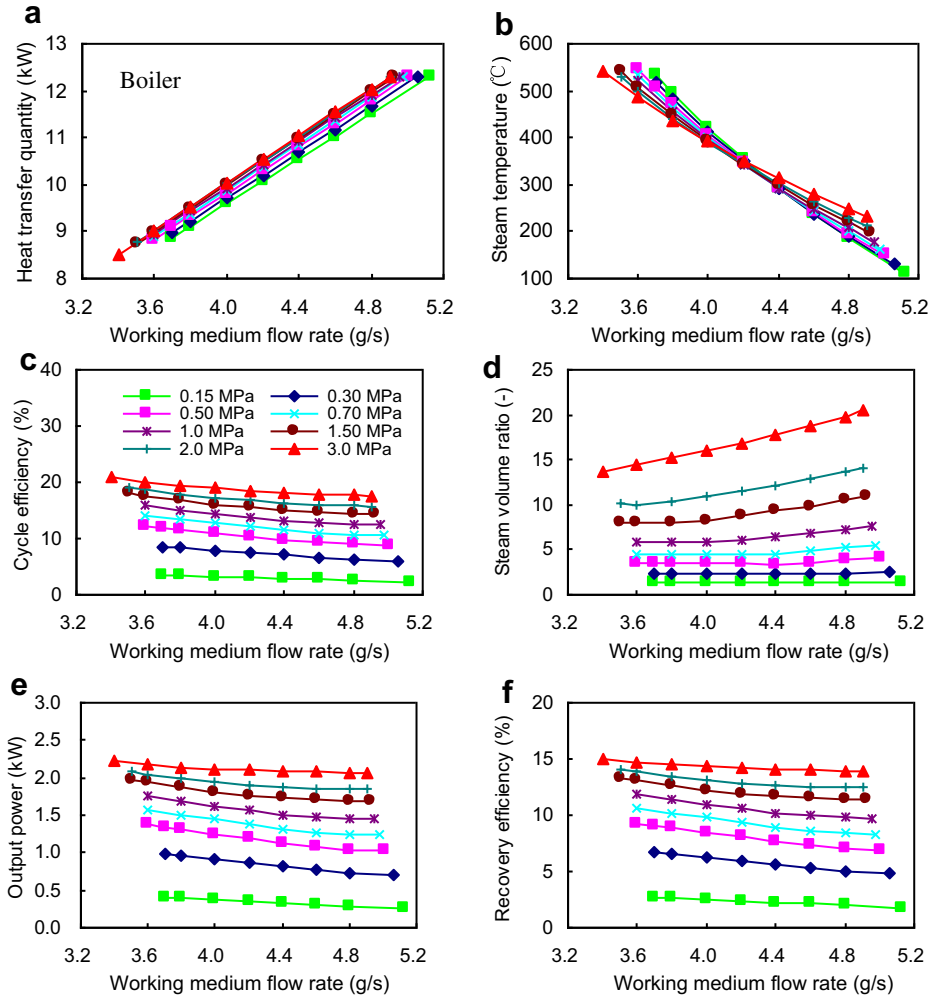 a
Heat transfer quantity (kW)
13
12
11
10
9
8
Boiler
3.2 3.6 4.0 4.4 4.8 5.2
Working medium flow rate (g/s)
b
Steam temperature (℃)
600
500
400
300
200
100
3.2 3.6 4.0 4.4 4.8 5.2
Working medium flow rate (g/s)
c
Cycle efficiency (%)
40
30
20
10
0
0.15 MPa 0.30 MPa
0.50 MPa 0.70 MPa
1.0 MPa 1.50 MPa
2.0 MPa 3.0 MPa
3.2 3.6 4.0 4.4 4.8 5.2
Working medium flow rate (g/s)
d
Steam volume ratio (-)
25
20
15
10
5
0
3.2 3.6 4.0 4.4 4.8 5.2
Working medium flow rate (g/s)
e
Output power (kW)
3.0
2.5
2.0
1.5
1.0
0.5
0.0
3.2 3.6 4.0 4.4 4.8 5.2
Working medium flow rate (g/s)
f
Recovery efficiency (%)
15
15
10
5
0
3.2 3.6 4.0 4.4 4.8 5.2
Working medium flow rate (g/s)